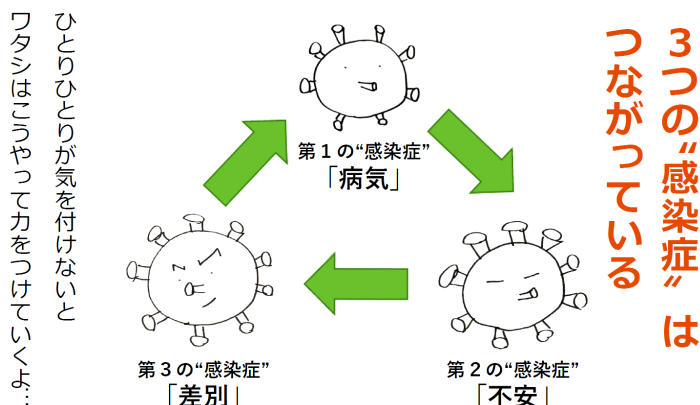 ３つの“感染症”は
つながっている
第１の“感染症”
「病気」
第２の“感染症”
「不安」
第３の“感染症”
「差別」
ひとりひとりが気を付けないと
ワタシはこうやって力をつけていくよ…